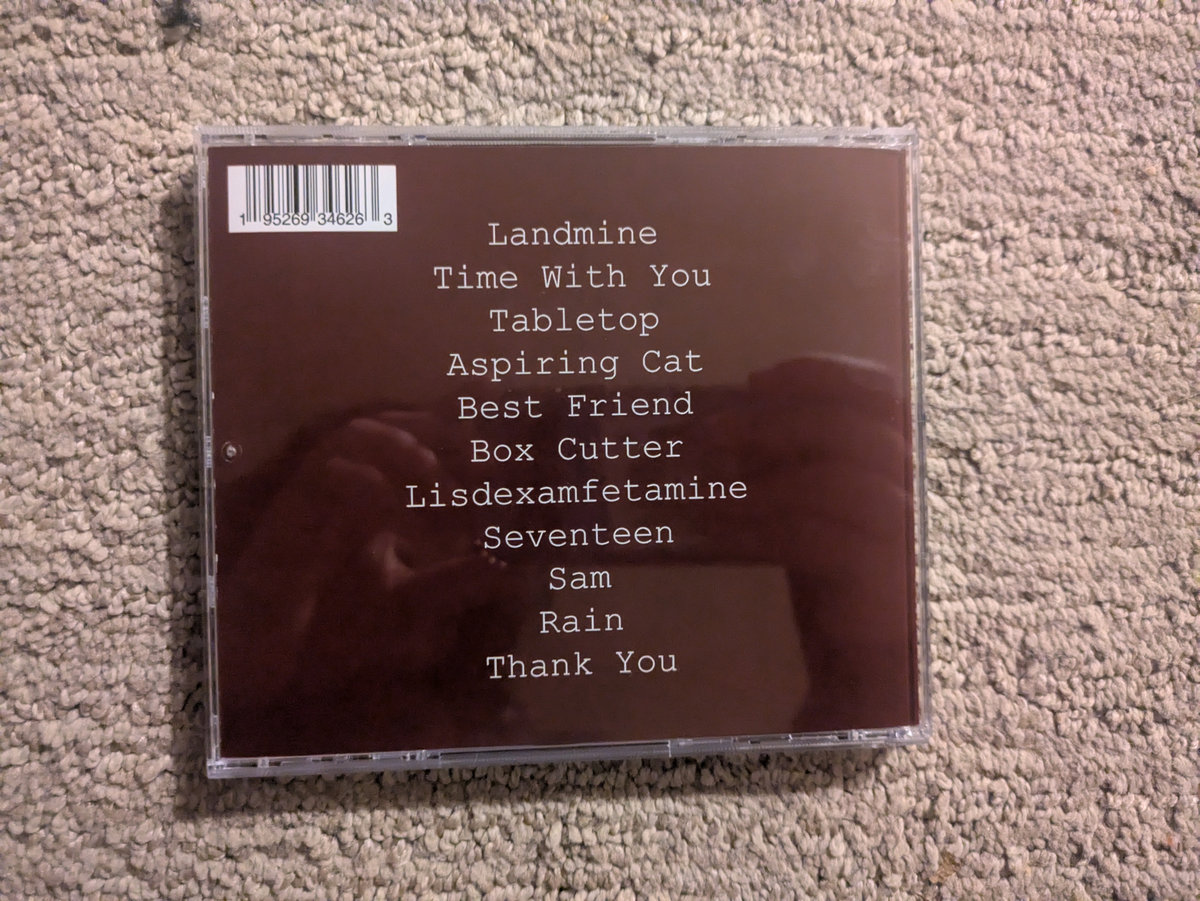 1 95269 34626 3
Landmine
Time With You
Tabletop
Aspiring Cat
Best Friend
Box Cutter
Lisdexamfetamine
Seventeen
Sam
Rain
Thank You